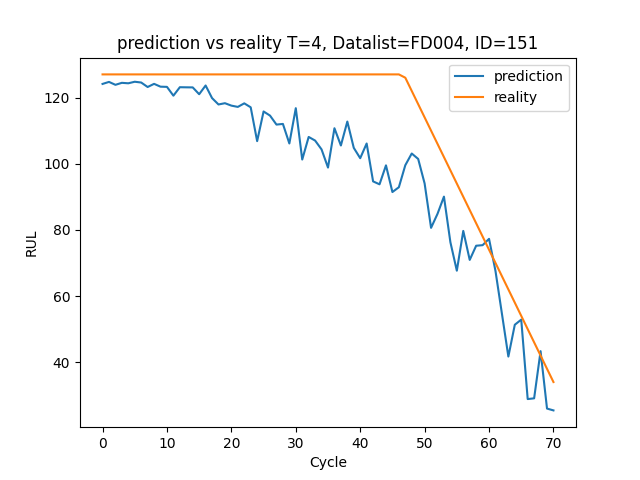 prediction vs reality T=4, Datalist=FD004, ID=151
prediction
reality
120
100
80
60
40
RUL
0 10 20 30 40 50 60 70
Cycle